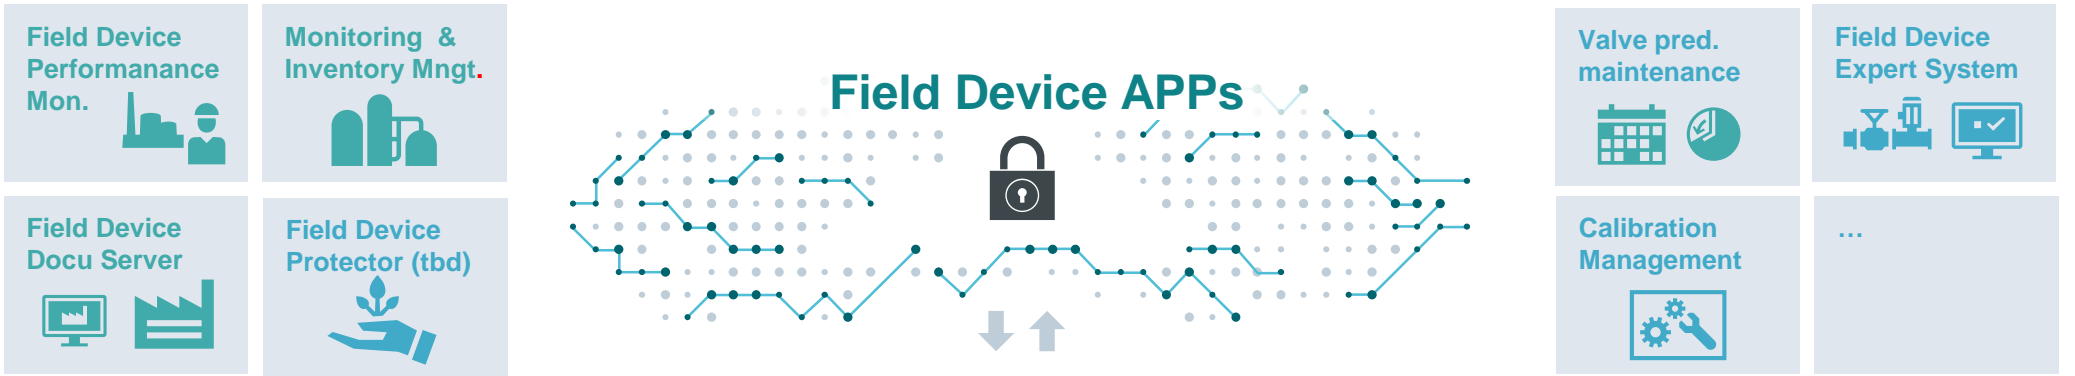 Field Device
Performanance
Mon.
Monitoring &
Inventory Mngt.
Field Device
Docu Server
Field Device
Protector (tbd)
Field Device APPs
Valve pred.
maintenance
Field Device
Expert System
Calibration
Management
…